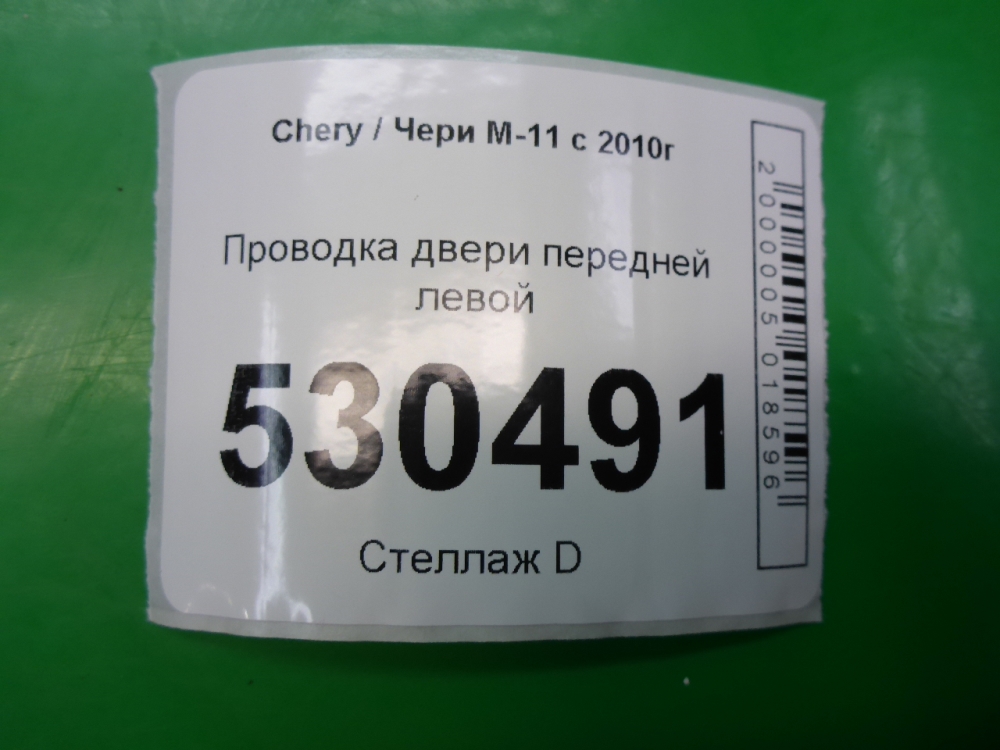 Chery / Чери М-11 с 2010г
Проводка двери передней
левой
530491
Стеллаж D
2000005018596